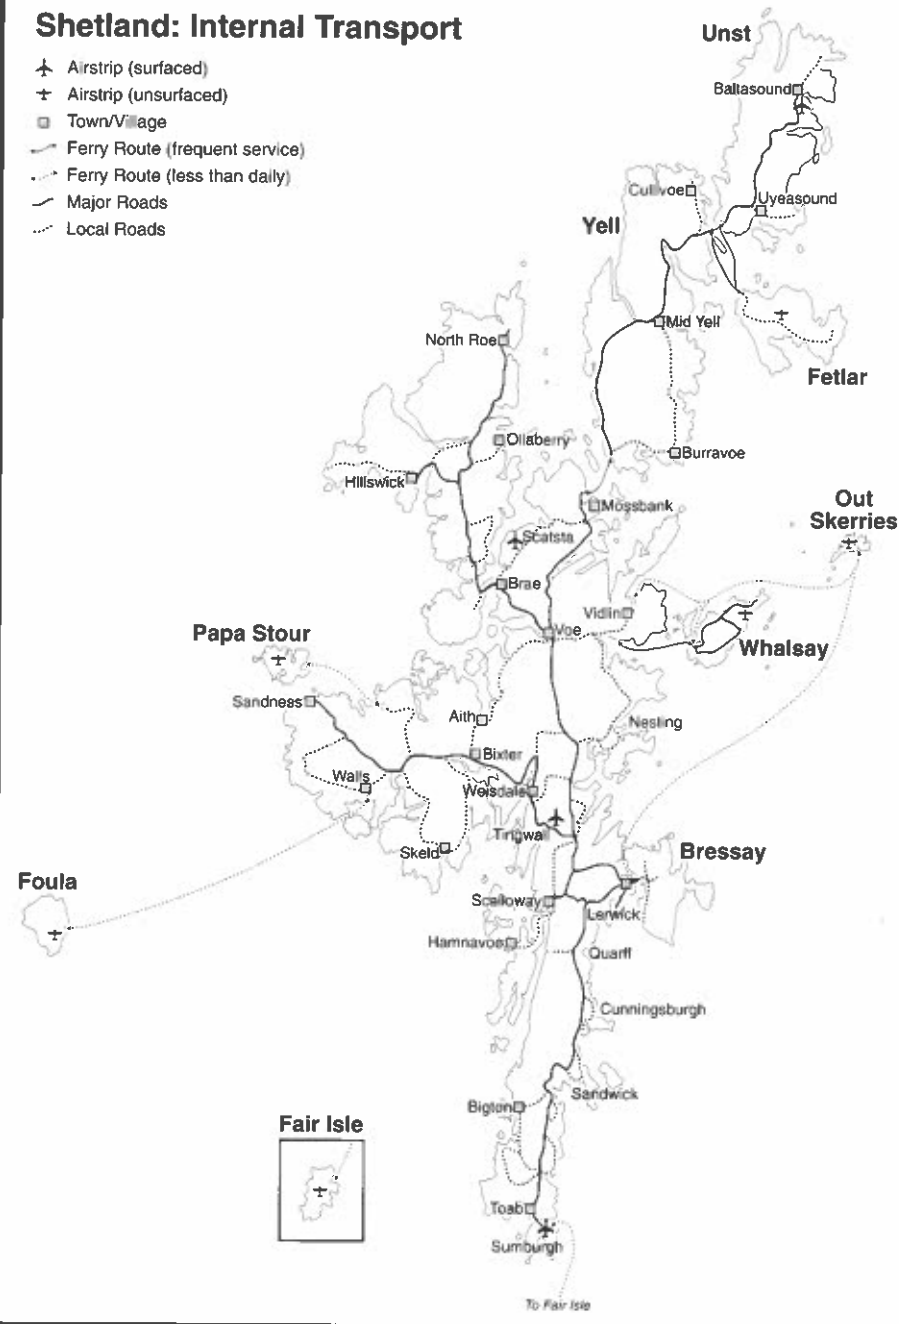 Shetland: Internal Transport
Airstrip (surfaced)
Airstrip (unsurfaced)
Town/Village
Ferry Route (frequent service)
Ferry Route (less than daily)
Major Roads
Local Roads
Unst
Baltasound
Cullivoe
Uyeasound
Yell
Mid Yell
North Roe
Fetlar
Ollaberry
Burravoe
Hillswick
Out
Skerries
Mossbank
Scatsta
Brae
Vidlin
Voe
Papa Stour
Whalsay
Sandness
Aith
Nesting
Bixter
Walls
Weisdale
Tingwall
Skeld
Bressay
Foula
Scalloway
Lerwick
Hamnavoe
Quarff
Cunningsburgh
Sandwick
Bigton
Fair Isle
Toab
Sumburgh
To Fair Isle